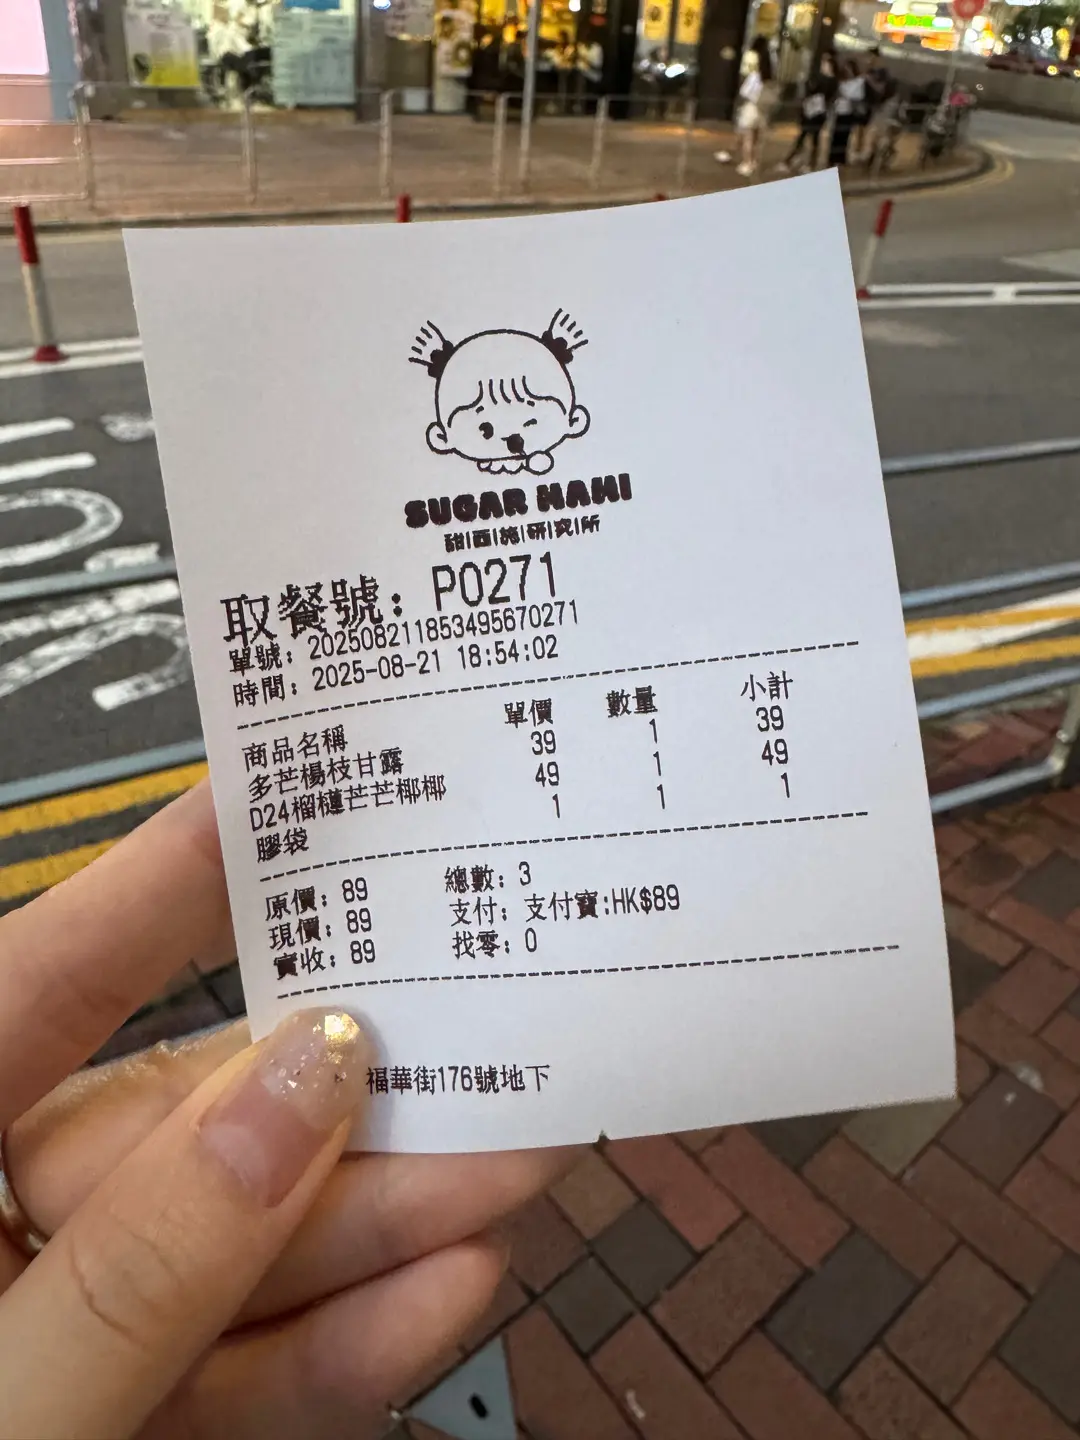 SUGAR MAMI
甜|西|施|研|究|所
取餐號: P0271
單號: 202508211853495670271
時間: 2025-08-21 18:54:02
商品名稱 單價 數量 小計
多芒楊枝甘露 39 1 39
D24榴槤芒芒椰椰 49 1 49
膠袋 1 1 1
原價: 89 總數: 3
現價: 89 支付: 支付寶:HK$89
實收: 89 找零: 0
福華街176號地下